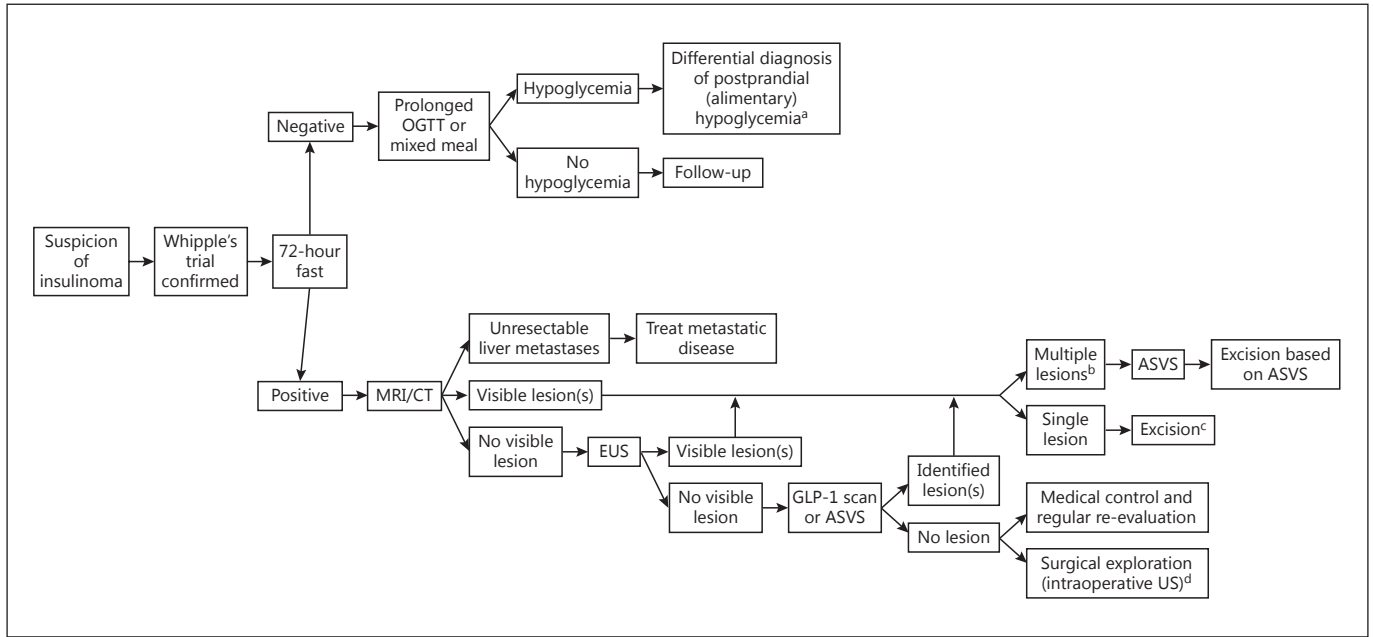 Differential diagnosis
of postprandial
(alimentary)
hypoglycemiaᵃ
Hypoglycemia
Prolonged
OGTT or
mixed meal
Negative
No
hypoglycemia
Follow-up
Suspicion
of
insulinoma
Whipple's
trial
confirmed
72-hour
fast
Unresectable
liver metastases
Treat metastatic
disease
Positive
MRI/CT
Visible lesion(s)
Multiple
lesionsᵇ
ASVS
Excision based
on ASVS
Single
lesion
Excisionᶜ
No visible
lesion
EUS
Visible lesion(s)
No visible
lesion
GLP-1 scan
or ASVS
Identified
lesion(s)
No lesion
Medical control and
regular re-evaluation
Surgical exploration
(intraoperative US)ᵈ